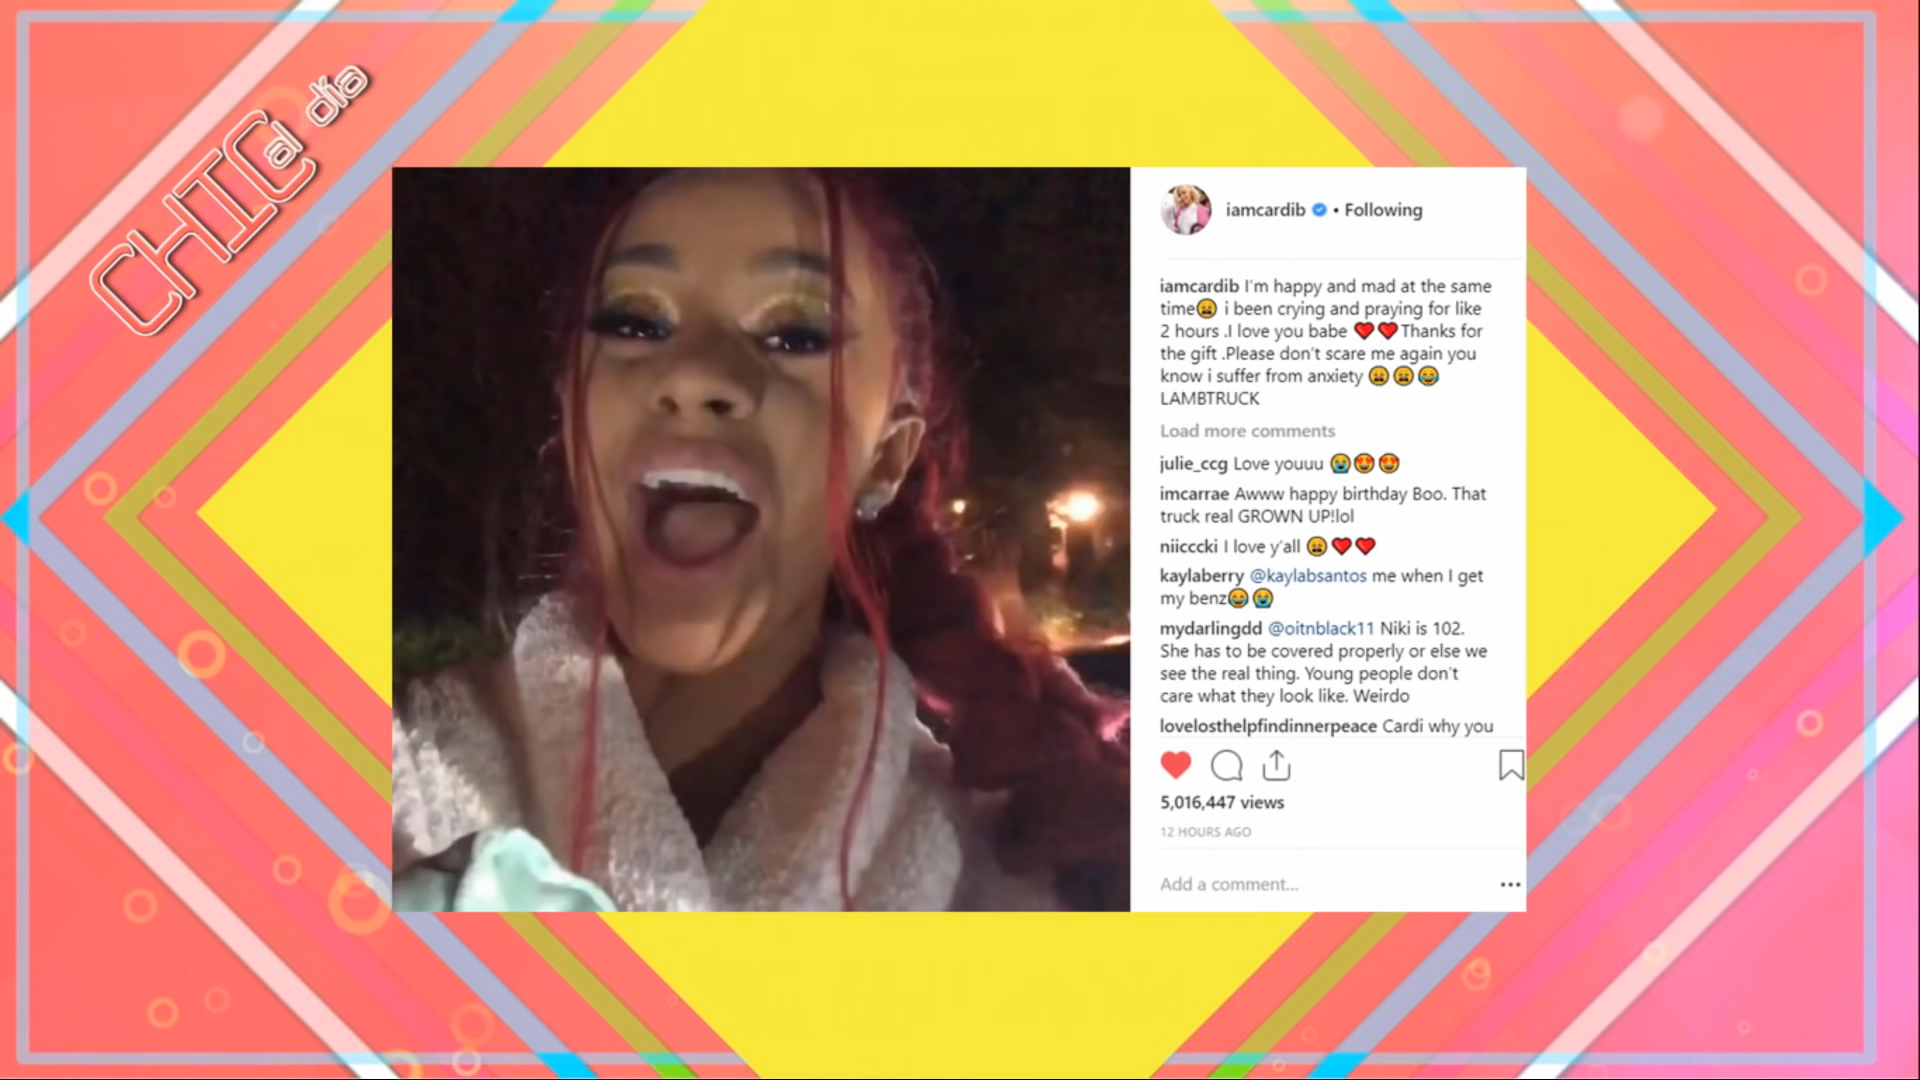 CHIC al día
iamcardib • Following
iamcardib I'm happy and mad at the same
time😩 i been crying and praying for like
2 hours .I love you babe ❤️❤️Thanks for
the gift .Please don't scare me again you
know i suffer from anxiety 😩😩😂
LAMBTRUCK
Load more comments
julie_ccg Love youuu 😭😍😍
imcarrae Awww happy birthday Boo. That
truck real GROWN UP!lol
niicccki I love y'all 😩❤️❤️
kaylaberry @kaylabsantos me when I get
my benz😂😭
mydarlingdd @oitnblack11 Niki is 102.
She has to be covered properly or else we
see the real thing. Young people don't
care what they look like. Weirdo
lovelosthelpfindinnerpeace Cardi why you
5,016,447 views
12 HOURS AGO
Add a comment...